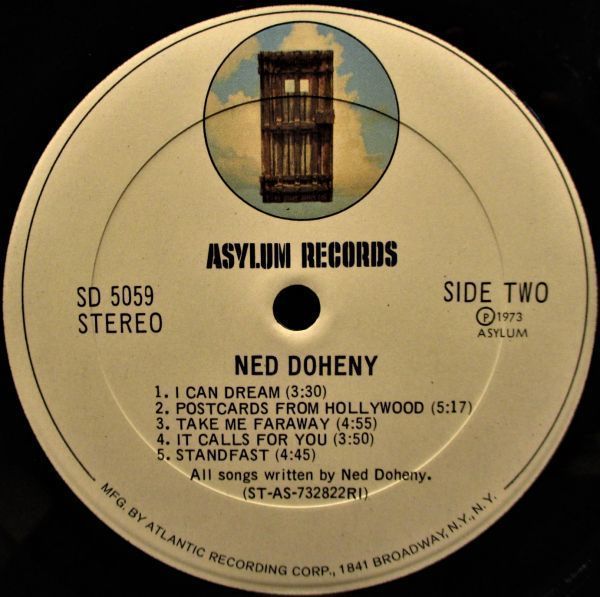 ASYLUM RECORDS
SD 5059
STEREO
SIDE TWO
Ⓟ1973
ASYLUM
NED DOHENY
1. I CAN DREAM (3:30)
2. POSTCARDS FROM HOLLYWOOD (5:17)
3. TAKE ME FARAWAY (4:55)
4. IT CALLS FOR YOU (3:50)
5. STANDFAST (4:45)
All songs written by Ned Doheny.
(ST-AS-732822RI)
MFG. BY ATLANTIC RECORDING CORP., 1841 BROADWAY, N.Y., N.Y.